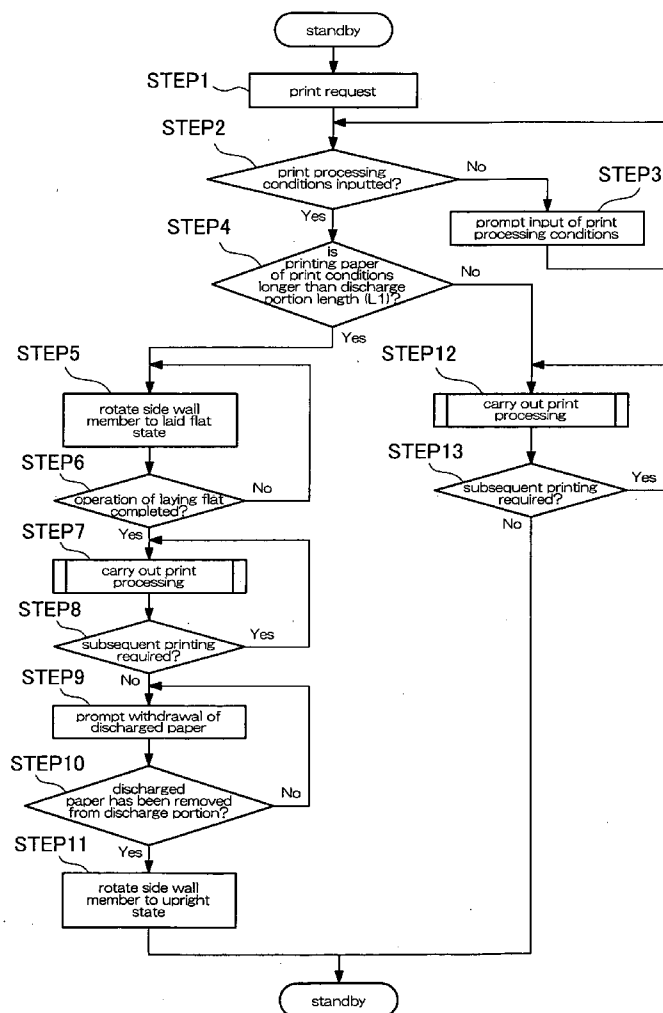 standby
STEP1
print request
STEP2
print processing
conditions inputted?
No
STEP3
Yes
prompt input of print
processing conditions
STEP4
is
printing paper
of print conditions
longer than discharge
portion length (L1)?
No
Yes
STEP5
STEP12
rotate side wall
member to laid flat
state
carry out print
processing
STEP6
STEP13
operation of laying flat
completed?
No
subsequent printing
required?
Yes
Yes
No
STEP7
carry out print
processing
STEP8
subsequent printing
required?
Yes
STEP9
No
prompt withdrawal of
discharged paper
STEP10
discharged
paper has been removed
from discharge portion?
No
STEP11
Yes
rotate side wall
member to upright
state
standby